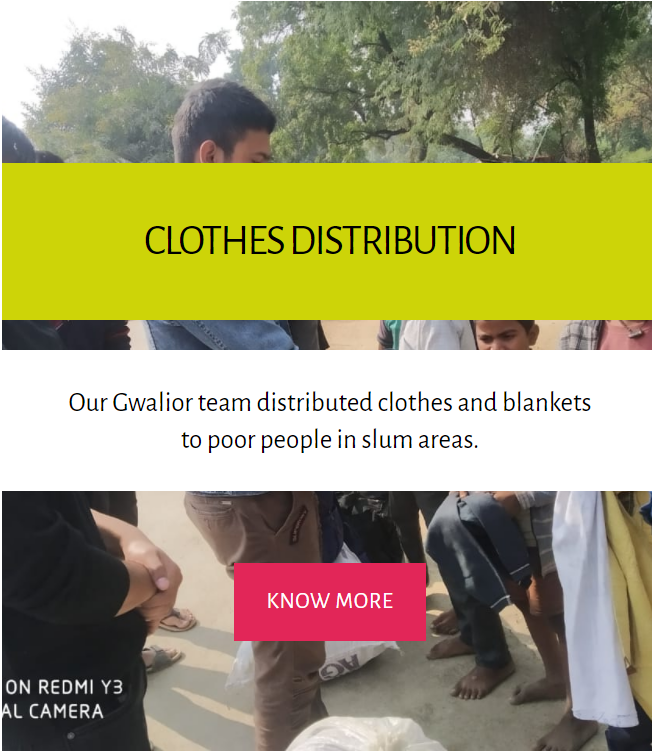 CLOTHES DISTRIBUTION
Our Gwalior team distributed clothes and blankets
to poor people in slum areas.
KNOW MORE
AG
ON REDMI Y3
AL CAMERA